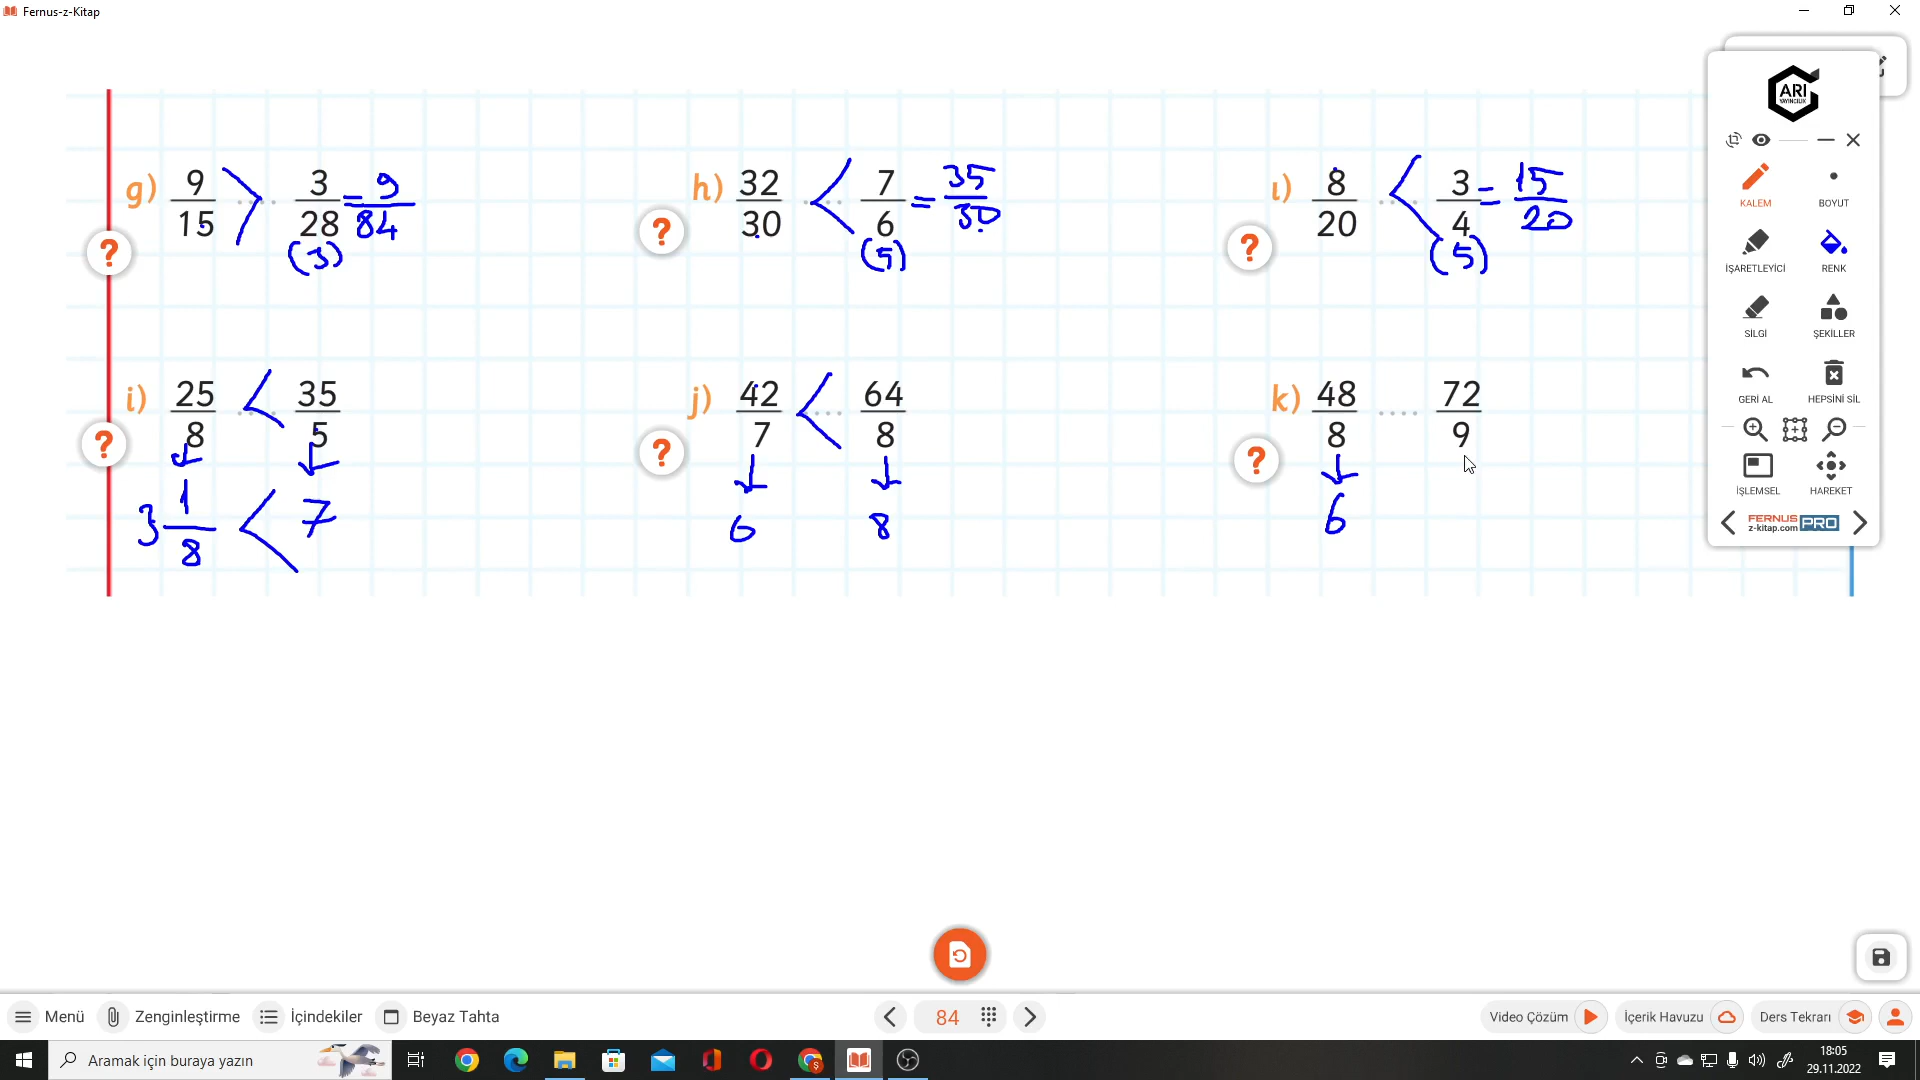 Fernus-z-Kitap
g) 9/15 > 3/28 = 9/84
(3)
h) 32/30 < 7/6 = 35/30
(5)
ı) 8/20 < 3/4 = 15/20
(5)
i) 25/8 < 35/5
3 1/8 < 7
j) 42/7 < 64/8
6 8
k) 48/8 .... 72/9
6
?
?
?
?
?
?
ARI
YAYINCILIK
KALEM
BOYUT
İŞARETLEYİCİ
RENK
SİLGİ
ŞEKİLLER
GERİ AL
HEPSİNİ SİL
İŞLEMSEL
HAREKET
FERNUS PRO
z-kitap.com
Menü
Zenginleştirme
İçindekiler
Beyaz Tahta
84
Video Çözüm
İçerik Havuzu
Ders Tekrarı
Aramak için buraya yazın
18:05
29.11.2022